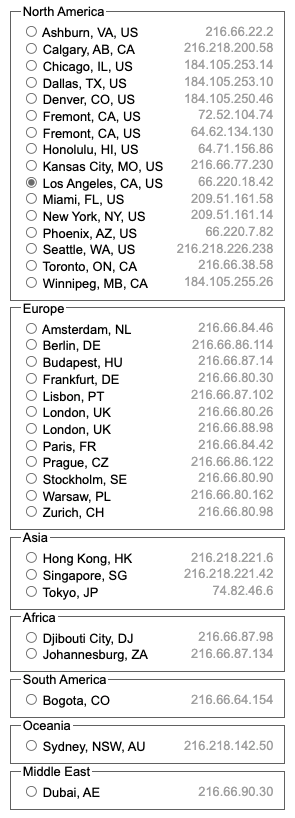 North America
Ashburn, VA, US 216.66.22.2
Calgary, AB, CA 216.218.200.58
Chicago, IL, US 184.105.253.14
Dallas, TX, US 184.105.253.10
Denver, CO, US 184.105.250.46
Fremont, CA, US 72.52.104.74
Fremont, CA, US 64.62.134.130
Honolulu, HI, US 64.71.156.86
Kansas City, MO, US 216.66.77.230
Los Angeles, CA, US 66.220.18.42
Miami, FL, US 209.51.161.58
New York, NY, US 209.51.161.14
Phoenix, AZ, US 66.220.7.82
Seattle, WA, US 216.218.226.238
Toronto, ON, CA 216.66.38.58
Winnipeg, MB, CA 184.105.255.26
Europe
Amsterdam, NL 216.66.84.46
Berlin, DE 216.66.86.114
Budapest, HU 216.66.87.14
Frankfurt, DE 216.66.80.30
Lisbon, PT 216.66.87.102
London, UK 216.66.80.26
London, UK 216.66.88.98
Paris, FR 216.66.84.42
Prague, CZ 216.66.86.122
Stockholm, SE 216.66.80.90
Warsaw, PL 216.66.80.162
Zurich, CH 216.66.80.98
Asia
Hong Kong, HK 216.218.221.6
Singapore, SG 216.218.221.42
Tokyo, JP 74.82.46.6
Africa
Djibouti City, DJ 216.66.87.98
Johannesburg, ZA 216.66.87.134
South America
Bogota, CO 216.66.64.154
Oceania
Sydney, NSW, AU 216.218.142.50
Middle East
Dubai, AE 216.66.90.30